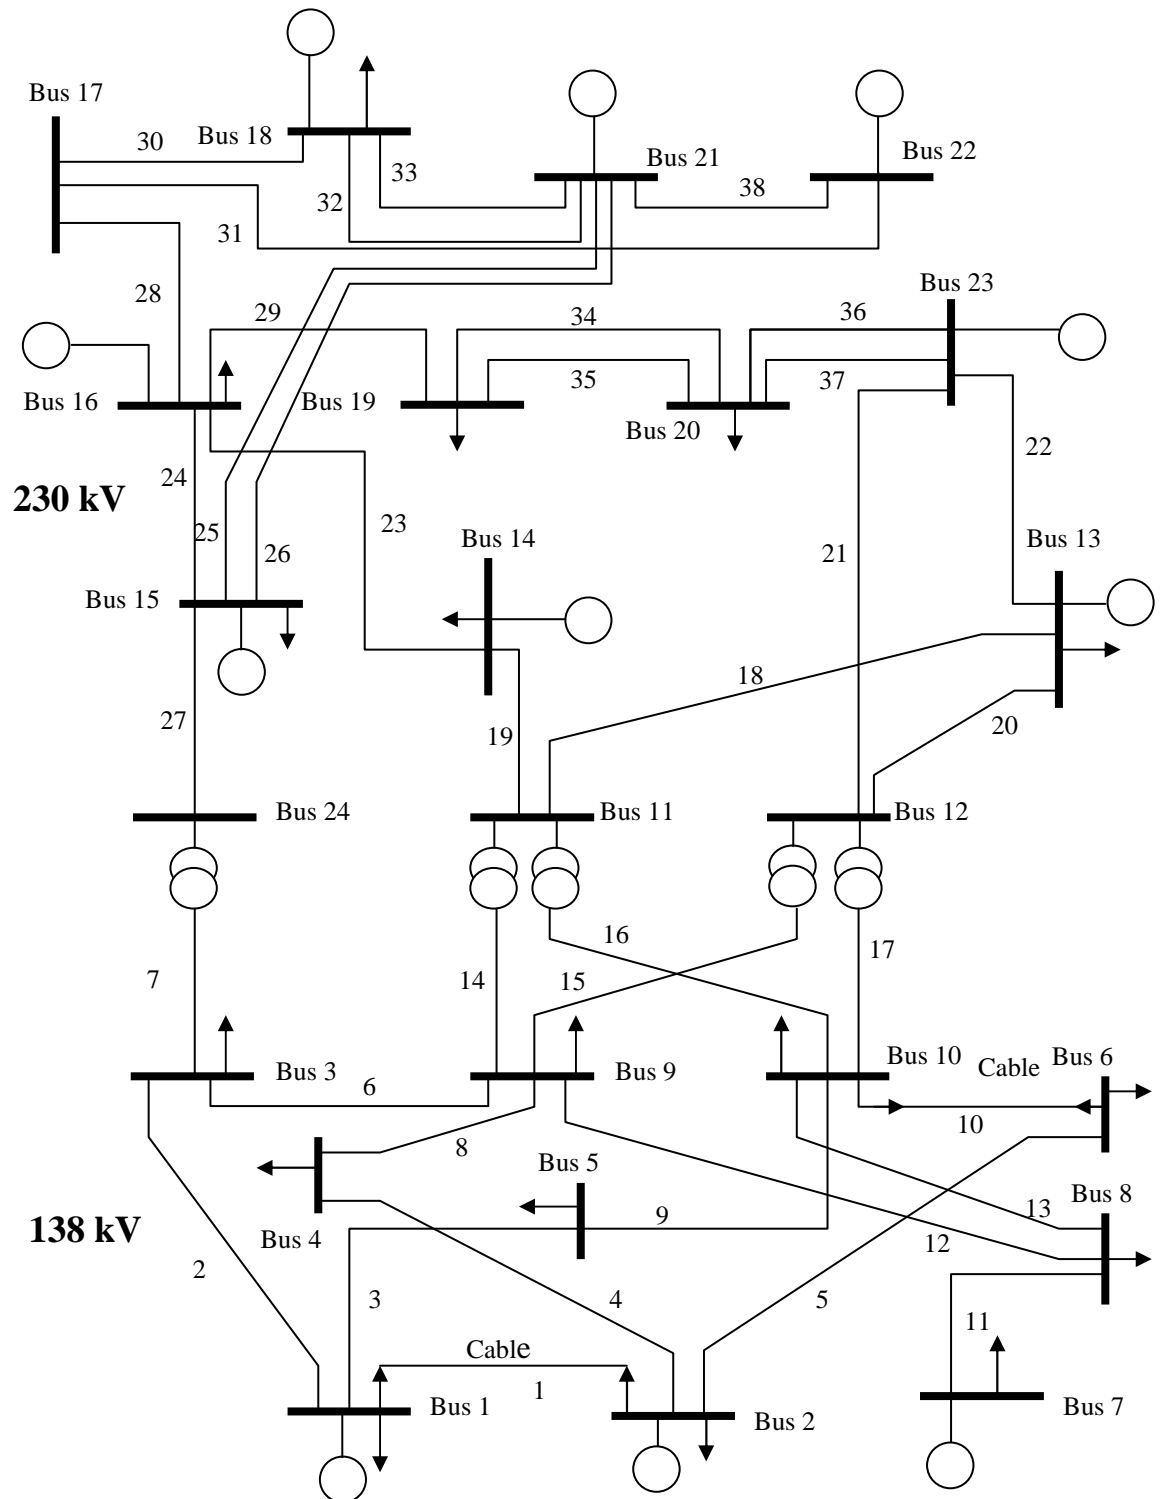 Bus 17
30
Bus 18
33
32
31
Bus 21
38
Bus 22
28
29
34
35
Bus 23
36
37
Bus 16
Bus 19
Bus 20
22
24
230 kV
25
26
23
Bus 14
21
Bus 13
Bus 15
18
27
19
20
Bus 24
Bus 11
Bus 12
16
17
7
14
15
Bus 3
6
Bus 9
Bus 10
Cable
Bus 6
10
8
Bus 5
Bus 8
138 kV
Bus 4
9
13
12
2
3
4
5
11
Cable
1
Bus 1
Bus 2
Bus 7